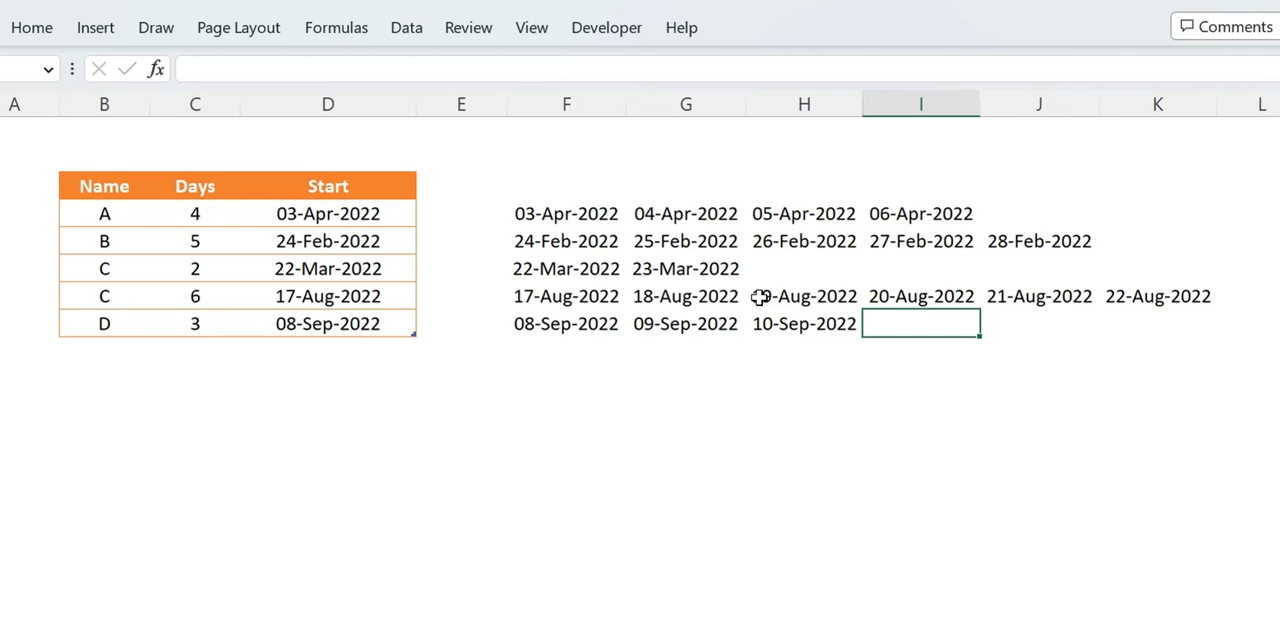 Home Insert Draw Page Layout Formulas Data Review View Developer Help Comments
fx
A B C D E F G H I J K L
Name Days Start
A 4 03-Apr-2022 03-Apr-2022 04-Apr-2022 05-Apr-2022 06-Apr-2022
B 5 24-Feb-2022 24-Feb-2022 25-Feb-2022 26-Feb-2022 27-Feb-2022 28-Feb-2022
C 2 22-Mar-2022 22-Mar-2022 23-Mar-2022
C 6 17-Aug-2022 17-Aug-2022 18-Aug-2022 19-Aug-2022 20-Aug-2022 21-Aug-2022 22-Aug-2022
D 3 08-Sep-2022 08-Sep-2022 09-Sep-2022 10-Sep-2022